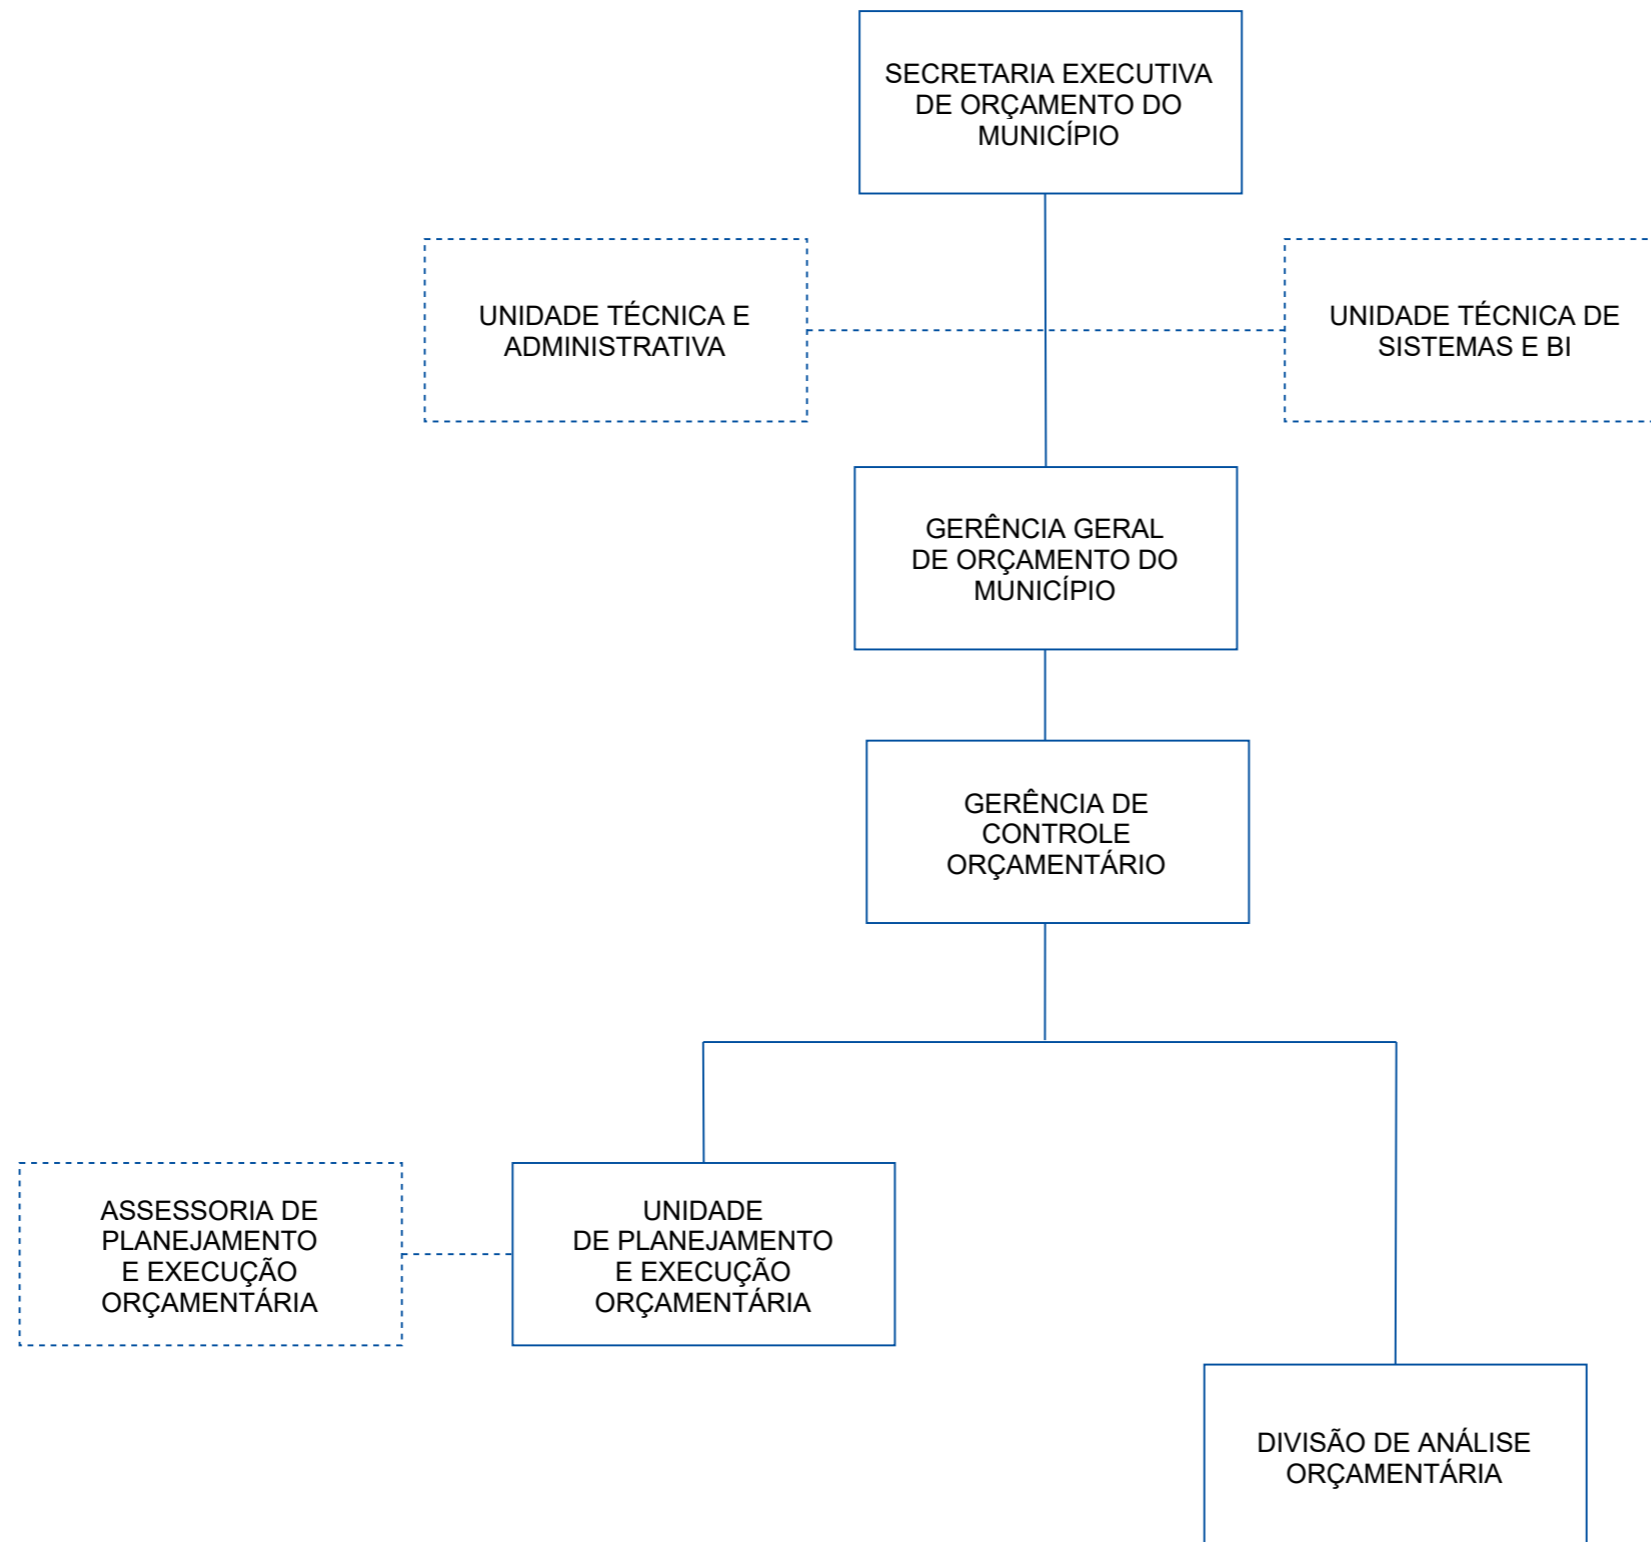 SECRETARIA EXECUTIVA
DE ORÇAMENTO DO
MUNICÍPIO
UNIDADE TÉCNICA E
ADMINISTRATIVA
UNIDADE TÉCNICA DE
SISTEMAS E BI
GERÊNCIA GERAL
DE ORÇAMENTO DO
MUNICÍPIO
GERÊNCIA DE
CONTROLE
ORÇAMENTÁRIO
ASSESSORIA DE
PLANEJAMENTO
E EXECUÇÃO
ORÇAMENTÁRIA
UNIDADE
DE PLANEJAMENTO
E EXECUÇÃO
ORÇAMENTÁRIA
DIVISÃO DE ANÁLISE
ORÇAMENTÁRIA